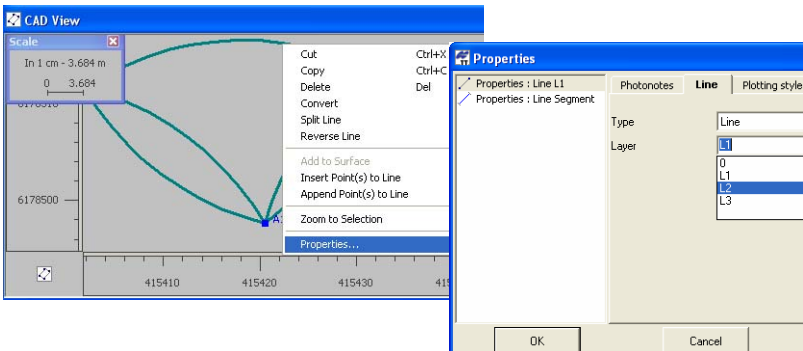 CAD View
Scale
In 1 cm - 3.684 m
0 3.684
6178510
6178500
A
415410
415420
415430
41
Cut Ctrl+X
Copy Ctrl+C
Delete Del
Convert
Split Line
Reverse Line
Add to Surface
Insert Point(s) to Line
Append Point(s) to Line
Zoom to Selection
Properties...
Properties
Properties : Line L1
Properties : Line Segment
Photonotes Line Plotting style
Type Line
Layer L1
0
L1
L2
L3
OK Cancel